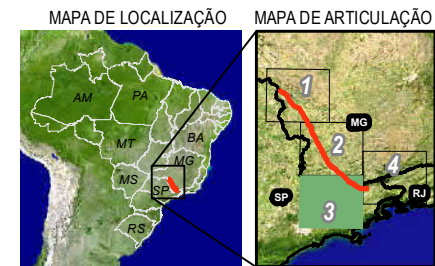 MAPA DE LOCALIZAÇÃO
MAPA DE ARTICULAÇÃO
AM
PA
MT
BA
MG
MS
SP
RS
1
MG
2
4
SP
RJ
3